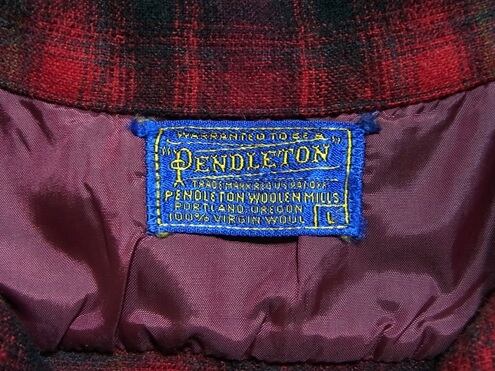 WARRANTED TO BE A
"PENDLETON"
TRADE MARK REG. U.S. PAT. OFF.
PENDLETON WOOLEN MILLS
PORTLAND, OREGON
100% VIRGIN WOOL L